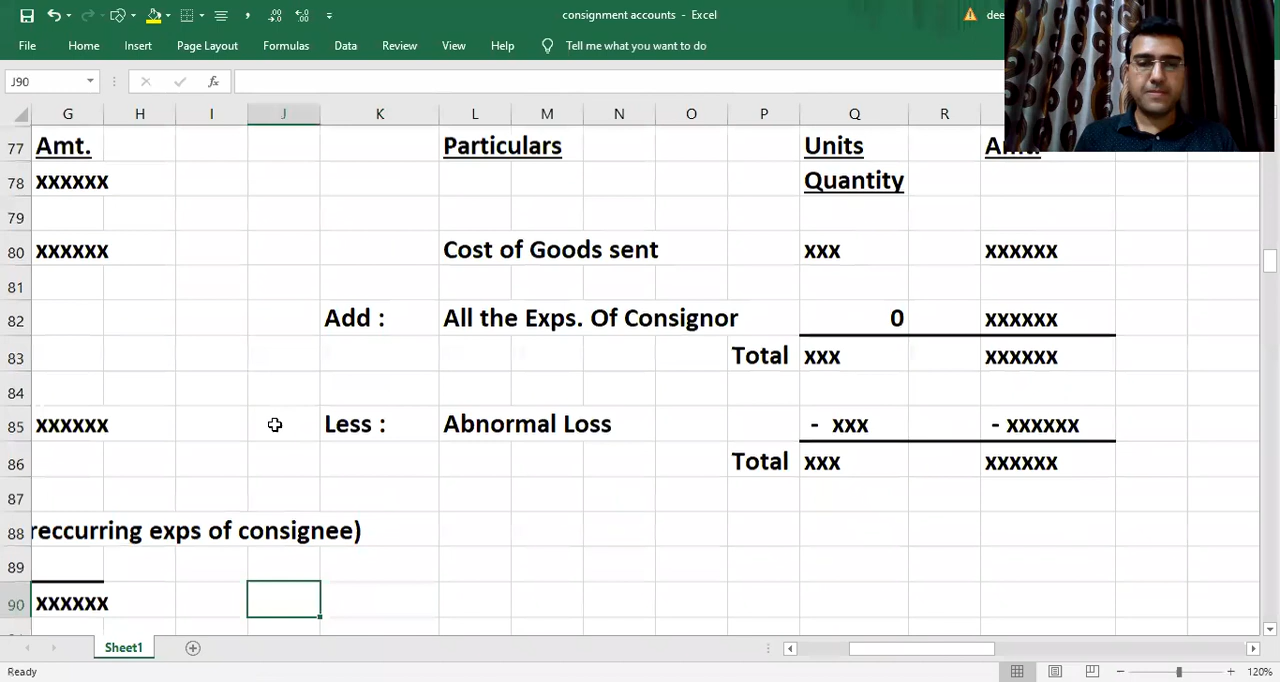 consignment accounts - Excel
dee
File Home Insert Page Layout Formulas Data Review View Help Tell me what you want to do
J90 fx
G H I J K L M N O P Q R
77 Amt. Particulars Units Amt.
78 xxxxxx Quantity
79
80 xxxxxx Cost of Goods sent xxx xxxxxx
81
82 Add : All the Exps. Of Consignor 0 xxxxxx
83 Total xxx xxxxxx
84
85 xxxxxx Less : Abnormal Loss - xxx - xxxxxx
86 Total xxx xxxxxx
87
88 reccurring exps of consignee)
89
90 xxxxxx
Sheet1
Ready 120%